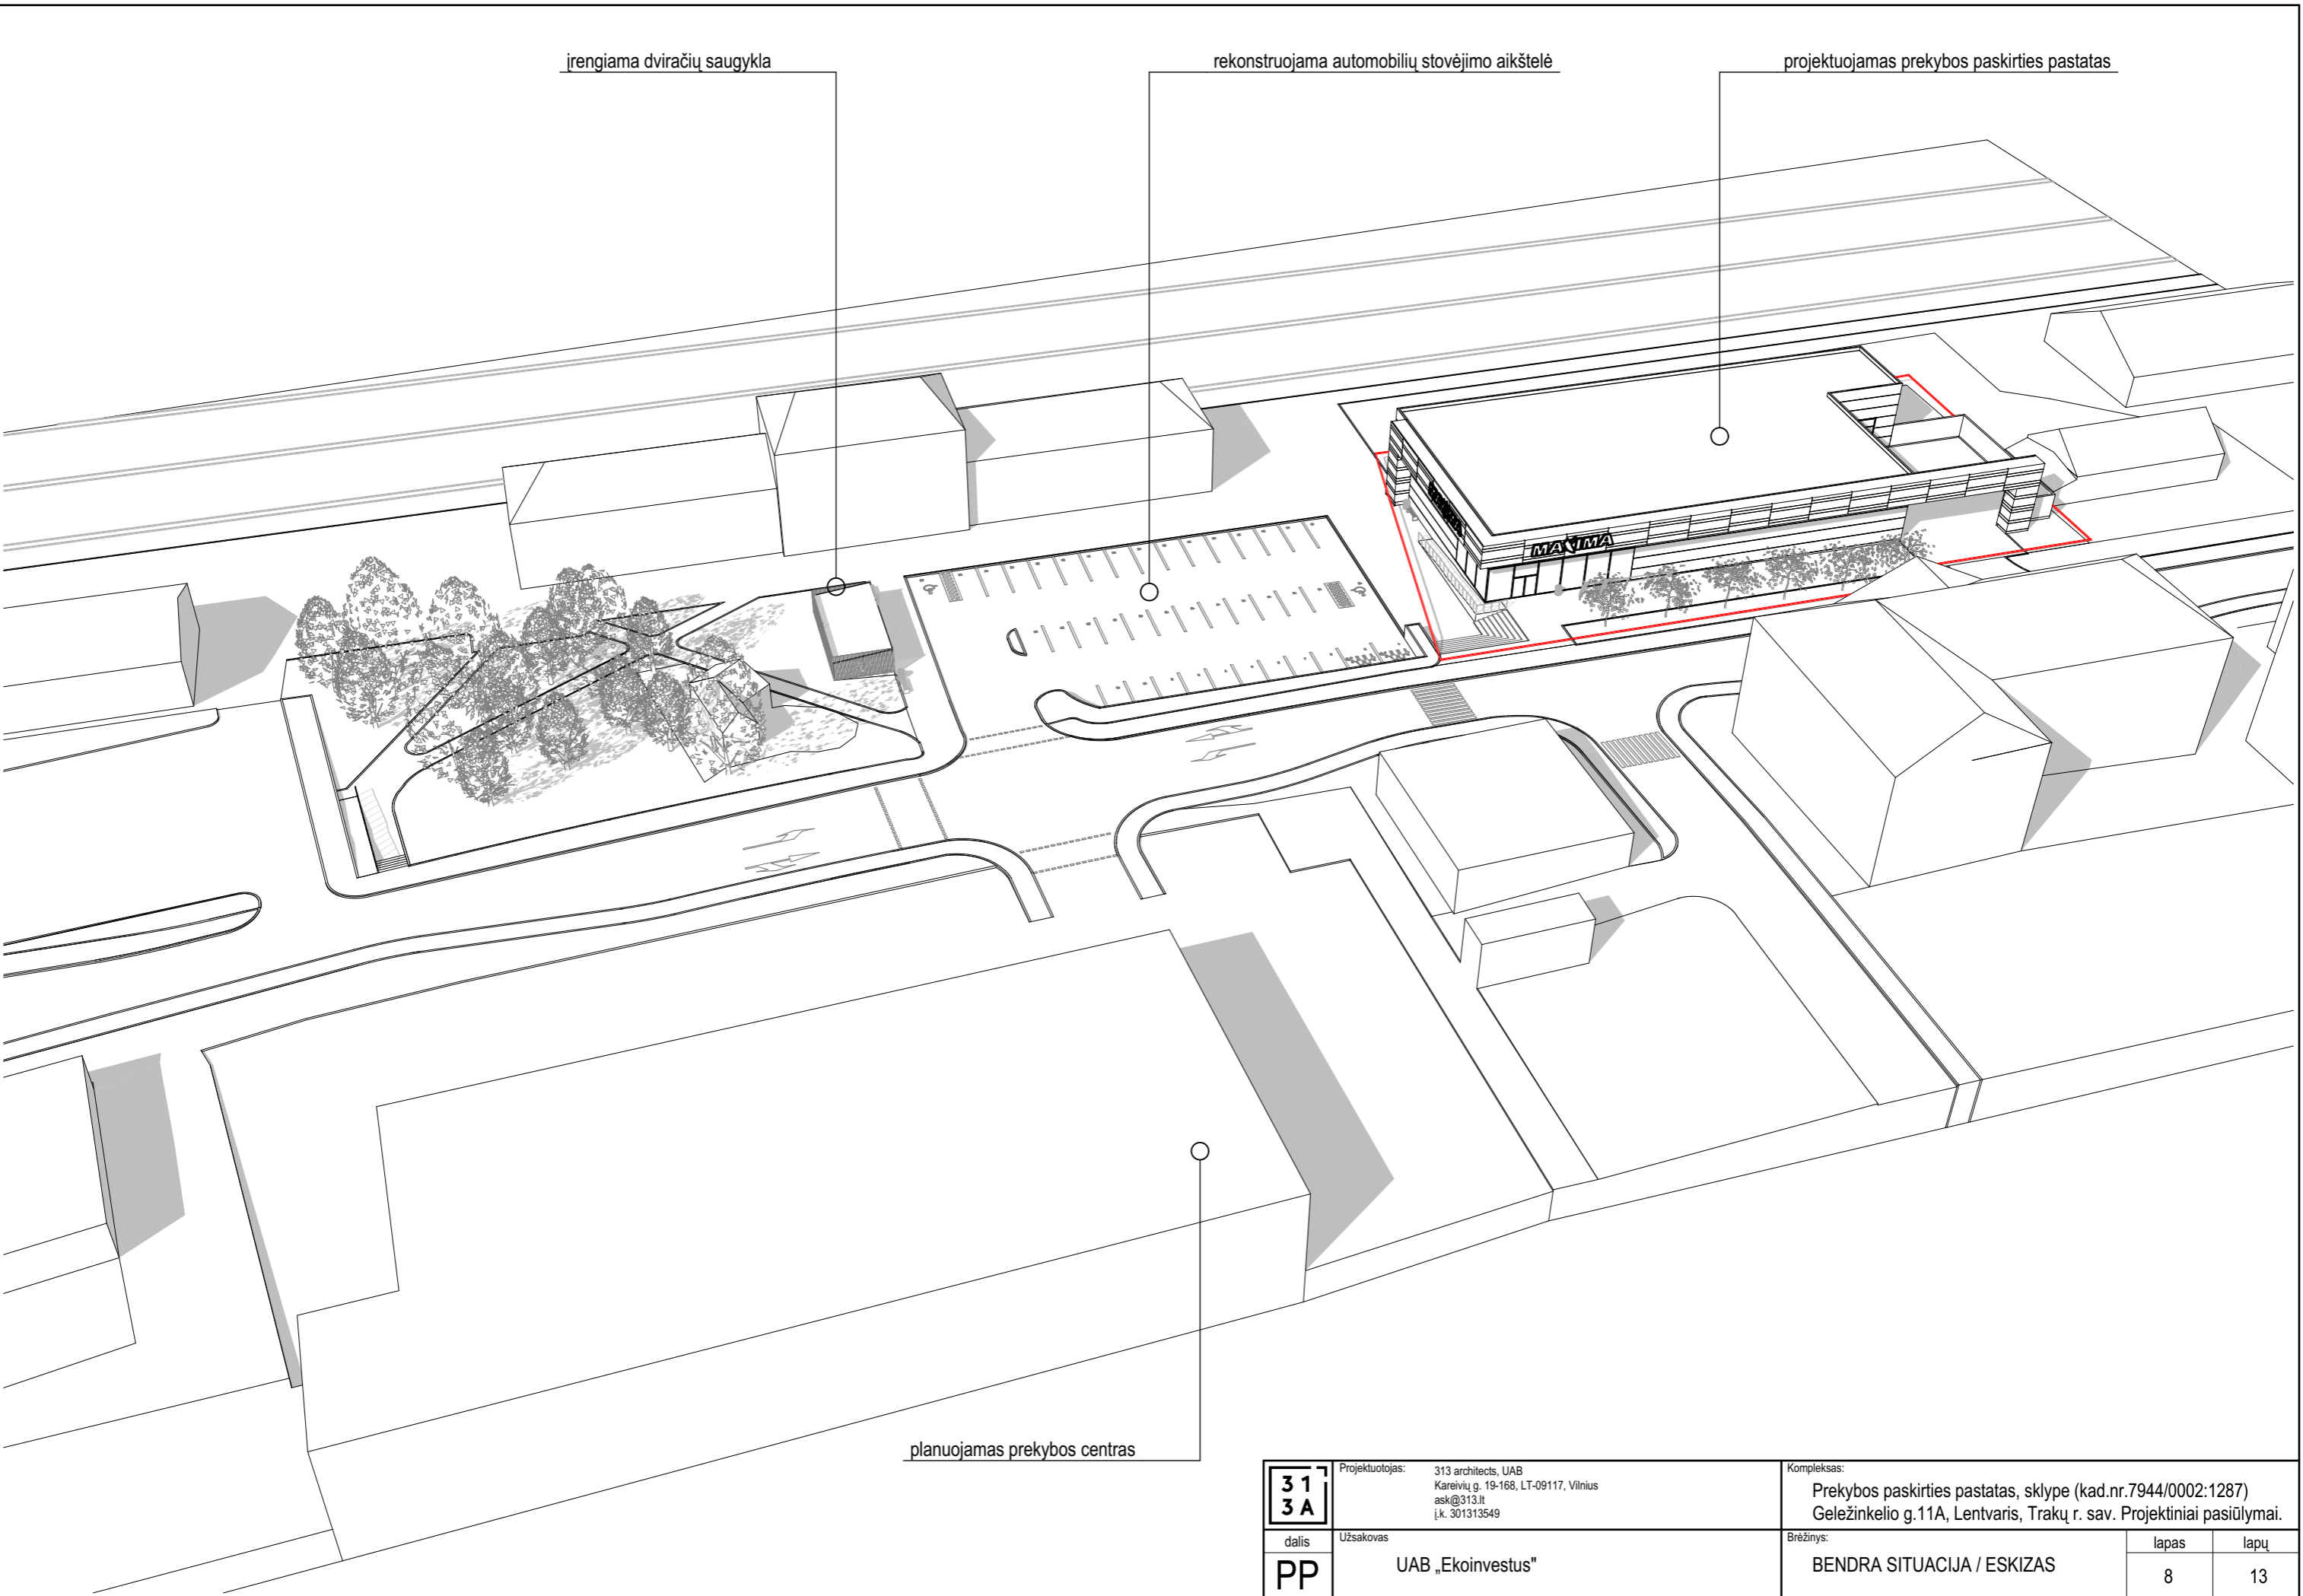 įrengiama dviračių saugykla
rekonstruojama automobilių stovėjimo aikštelė
projektuojamas prekybos paskirties pastatas
MAXIMA
planuojamas prekybos centras
31
3A
Projektuotojas:
313 architects, UAB
Kareivių g. 19-168, LT-09117, Vilnius
ask@313.lt
į.k. 301313549
Kompleksas:
Prekybos paskirties pastatas, sklype (kad.nr.7944/0002:1287)
Geležinkelio g.11A, Lentvaris, Trakų r. sav. Projektiniai pasiūlymai.
dalis
PP
Užsakovas
UAB „Ekoinvestus"
Brėžinys:
BENDRA SITUACIJA / ESKIZAS
lapas
8
lapų
13